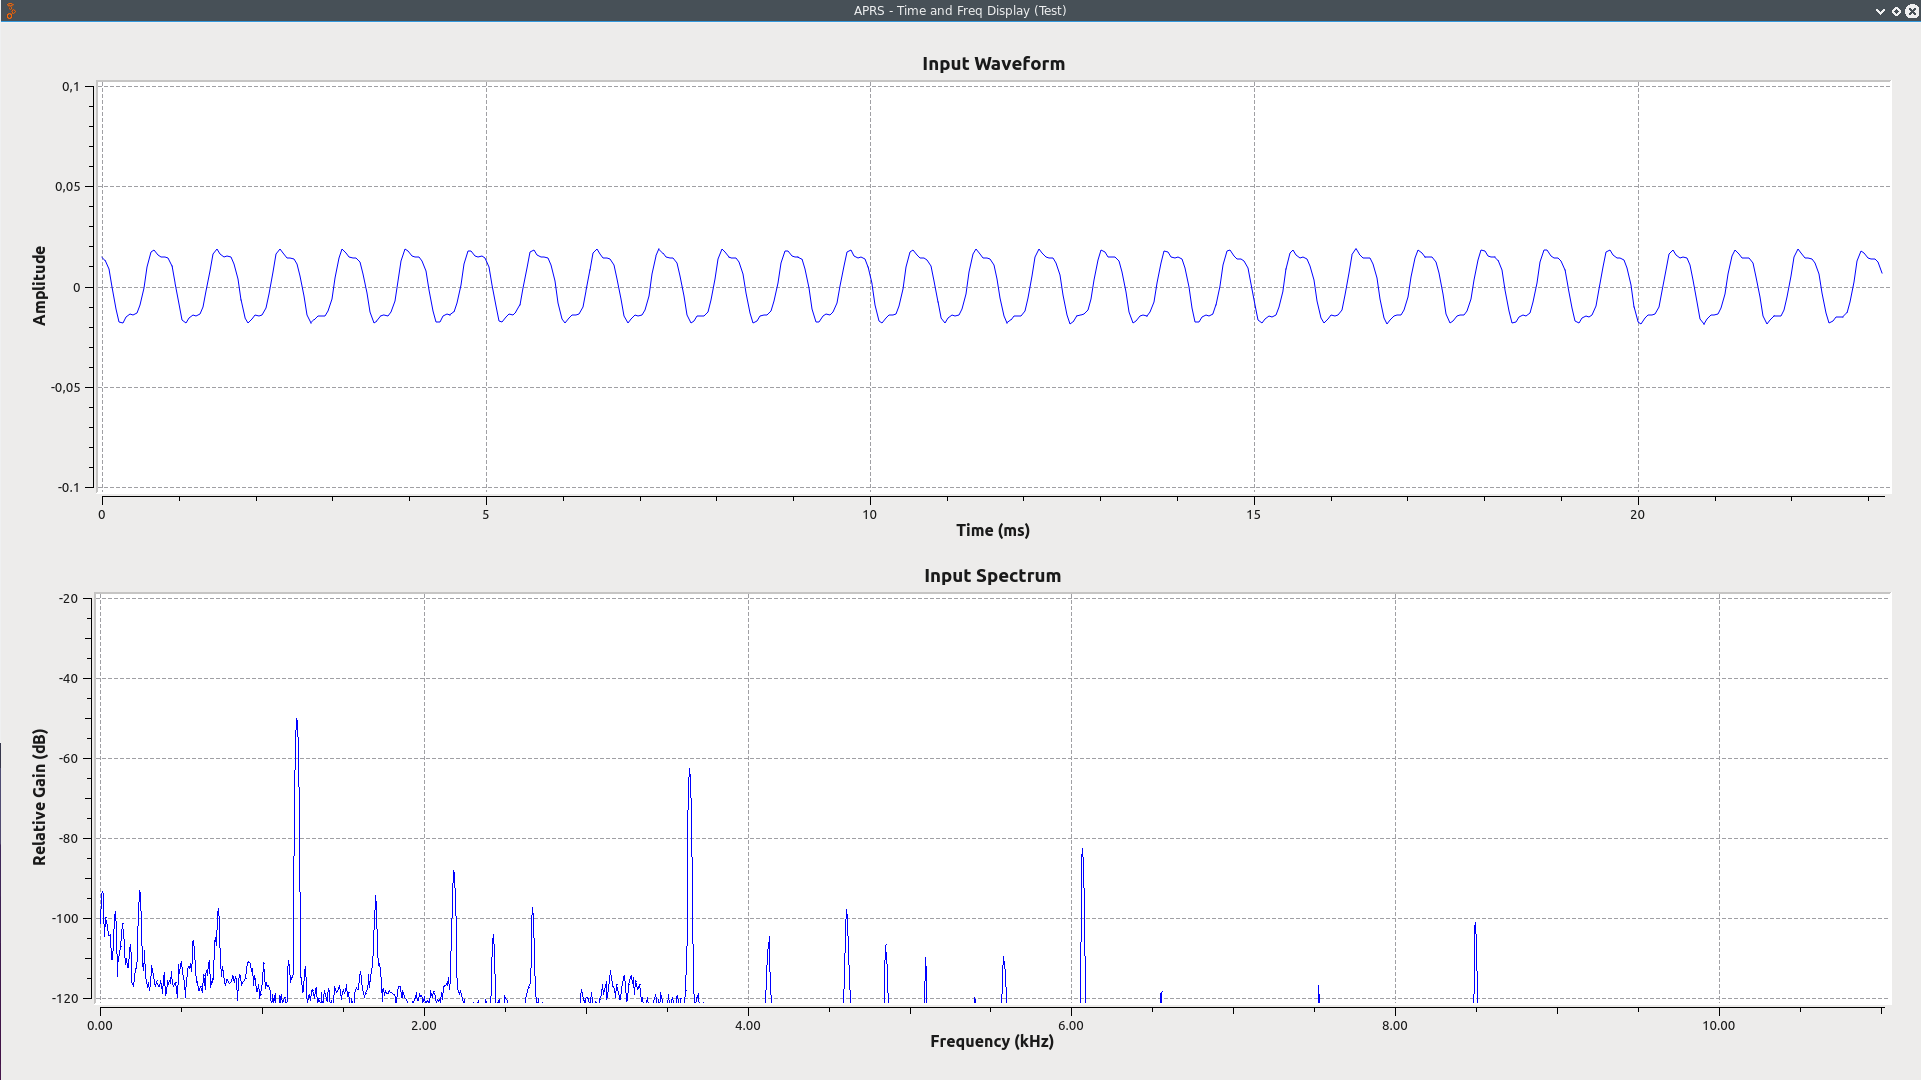 APRS - Time and Freq Display (Test)
Input Waveform
0,1
0,05
0
-0,05
-0.1
Amplitude
0 5 10 15 20
Time (ms)
Input Spectrum
-20
-40
-60
-80
-100
-120
Relative Gain (dB)
0.00 2.00 4.00 6.00 8.00 10.00
Frequency (kHz)